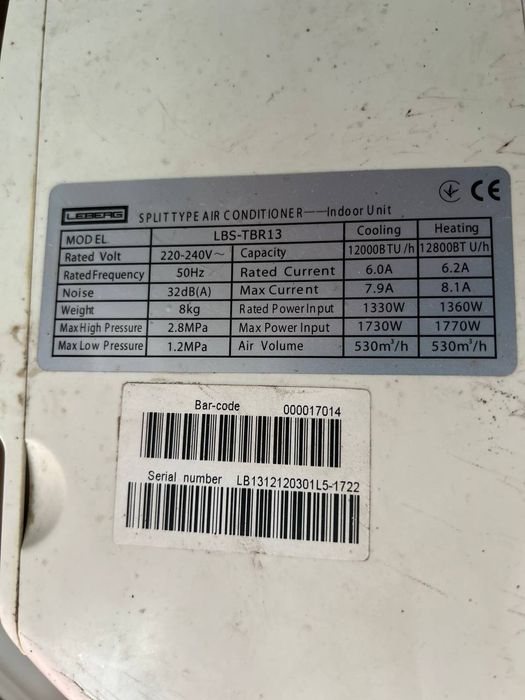 LEBERG SPLIT TYPE AIR CONDITIONER——Indoor Unit CE
MODEL LBS-TBR13 Cooling Heating
Rated Volt 220-240V~ Capacity 12000BTU/h 12800BTU/h
Rated Frequency 50Hz Rated Current 6.0A 6.2A
Noise 32dB(A) Max Current 7.9A 8.1A
Weight 8kg Rated Power Input 1330W 1360W
Max High Pressure 2.8MPa Max Power Input 1730W 1770W
Max Low Pressure 1.2MPa Air Volume 530m³/h 530m³/h
Bar-code 000017014
Serial number LB1312120301L5-1722